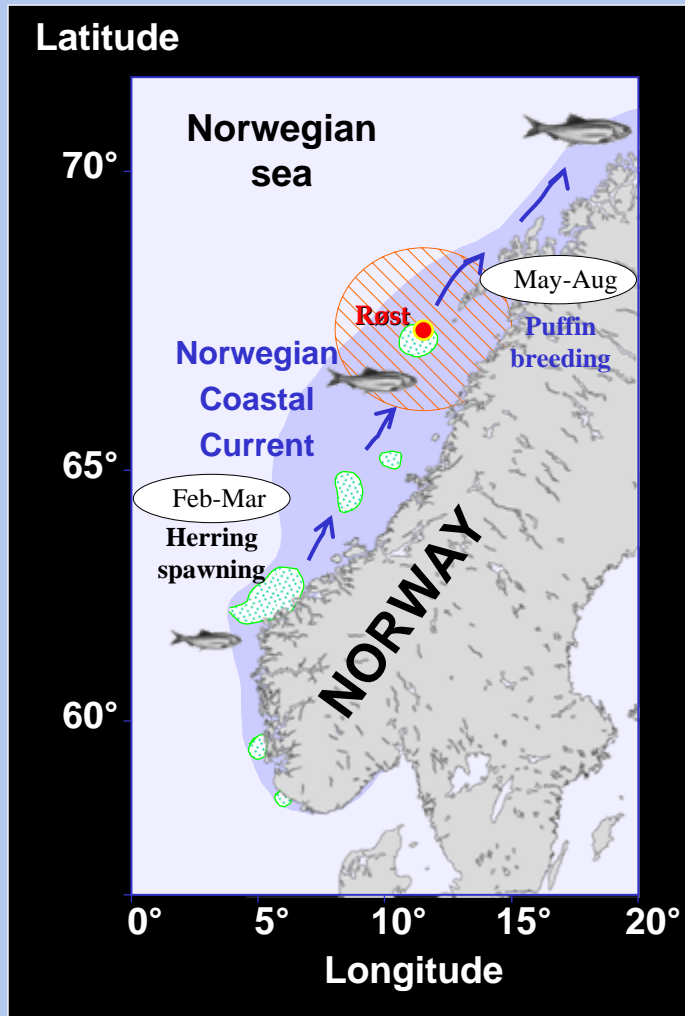 Latitude
Norwegian
sea
70°
May-Aug
Røst
Puffin
breeding
Norwegian
Coastal
Current
65°
Feb-Mar
Herring
spawning
NORWAY
60°
0°
5°
10°
15°
20°
Longitude